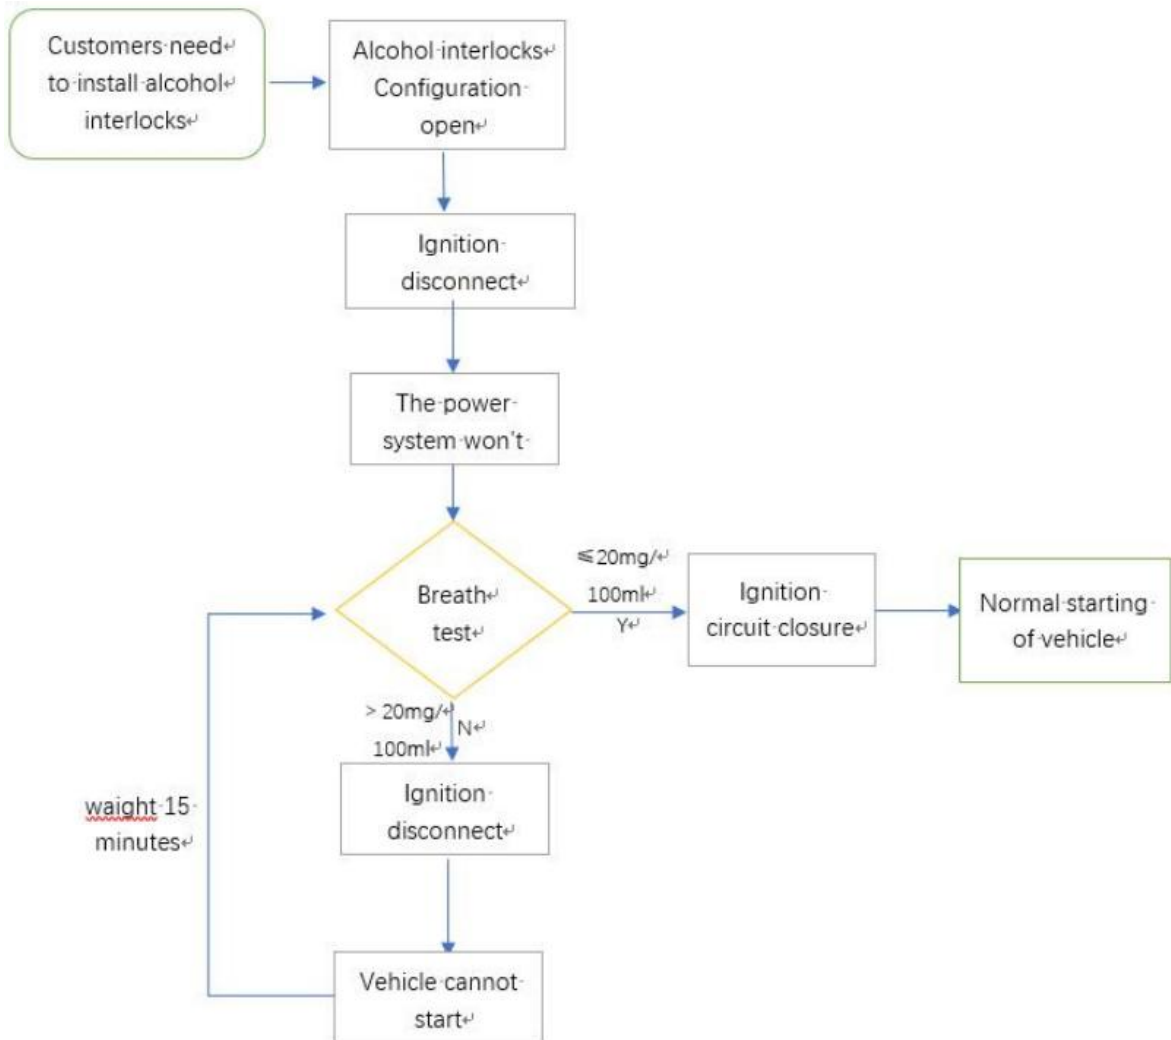 Customers need
to install alcohol
interlocks
Alcohol interlocks
Configuration
open
Ignition
disconnect
The power
system won't
Breath
test
≤20mg/
100ml
Y
Ignition
circuit closure
Normal starting
of vehicle
> 20mg/
100ml
N
Ignition
disconnect
waight 15
minutes
Vehicle cannot
start